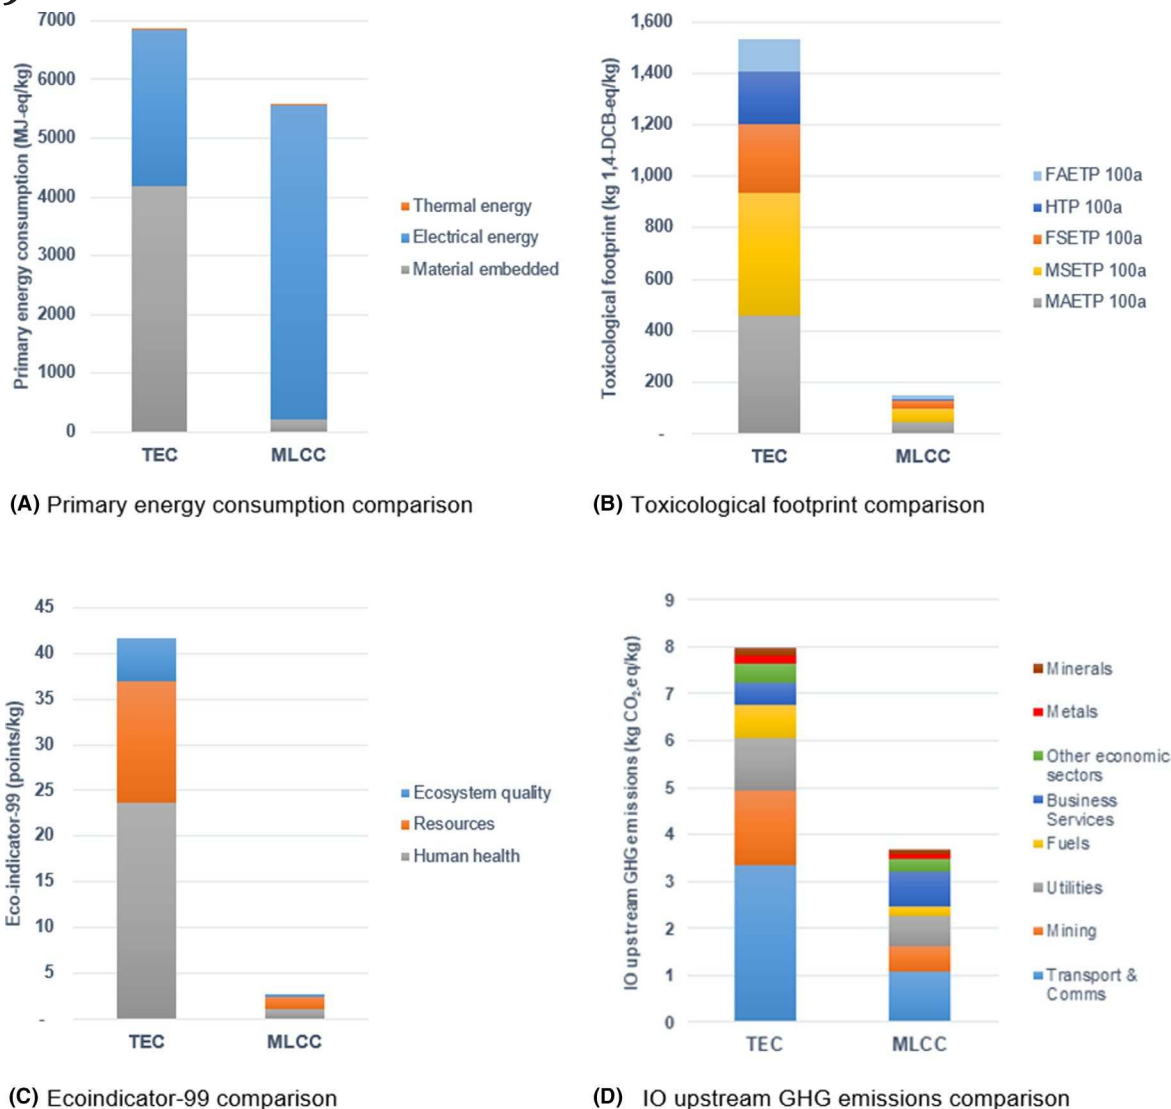 7000
6000
5000
4000
3000
2000
1000
0
Primary energy consumption (MJ-eq/kg)
TEC
MLCC
Thermal energy
Electrical energy
Material embedded
(A) Primary energy consumption comparison
1,600
1,400
1,200
1,000
800
600
400
200
-
Toxicological footprint (kg 1,4-DCB-eq/kg)
TEC
MLCC
FAETP 100a
HTP 100a
FSETP 100a
MSETP 100a
MAETP 100a
(B) Toxicological footprint comparison
45
40
35
30
25
20
15
10
5
-
Eco-indicator-99 (points/kg)
TEC
MLCC
Ecosystem quality
Resources
Human health
(C) Ecoindicator-99 comparison
9
8
7
6
5
4
3
2
1
0
IO upstream GHG emissions (kg CO₂.eq/kg)
TEC
MLCC
Minerals
Metals
Other economic
sectors
Business
Services
Fuels
Utilities
Mining
Transport &
Comms
(D) IO upstream GHG emissions comparison